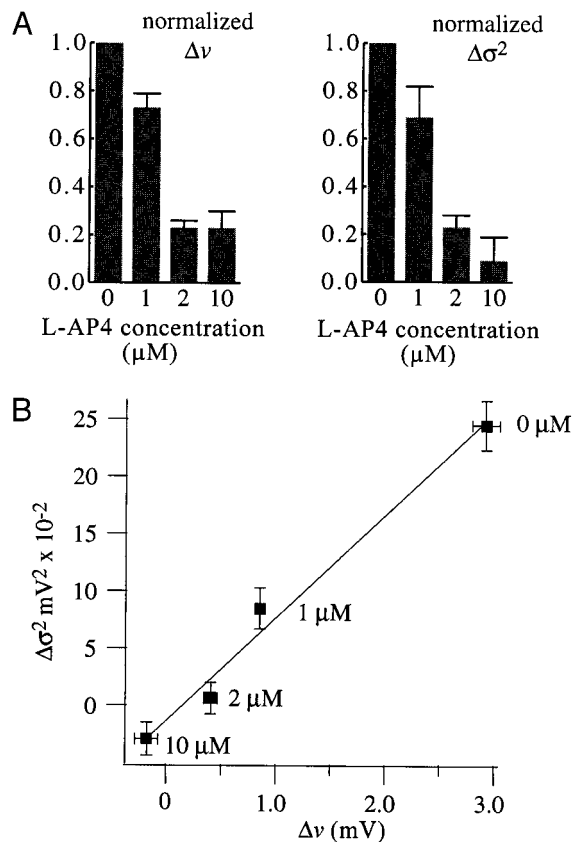 A
normalized
Δν
1.0
0.8
0.6
0.4
0.2
0.0
0 1 2 10
L-AP4 concentration
(μM)
normalized
Δσ²
1.0
0.8
0.6
0.4
0.2
0.0
0 1 2 10
L-AP4 concentration
(μM)
B
Δσ² mV² x 10⁻²
25
20
15
10
5
0
0 μM
1 μM
2 μM
10 μM
0 1.0 2.0 3.0
Δν (mV)